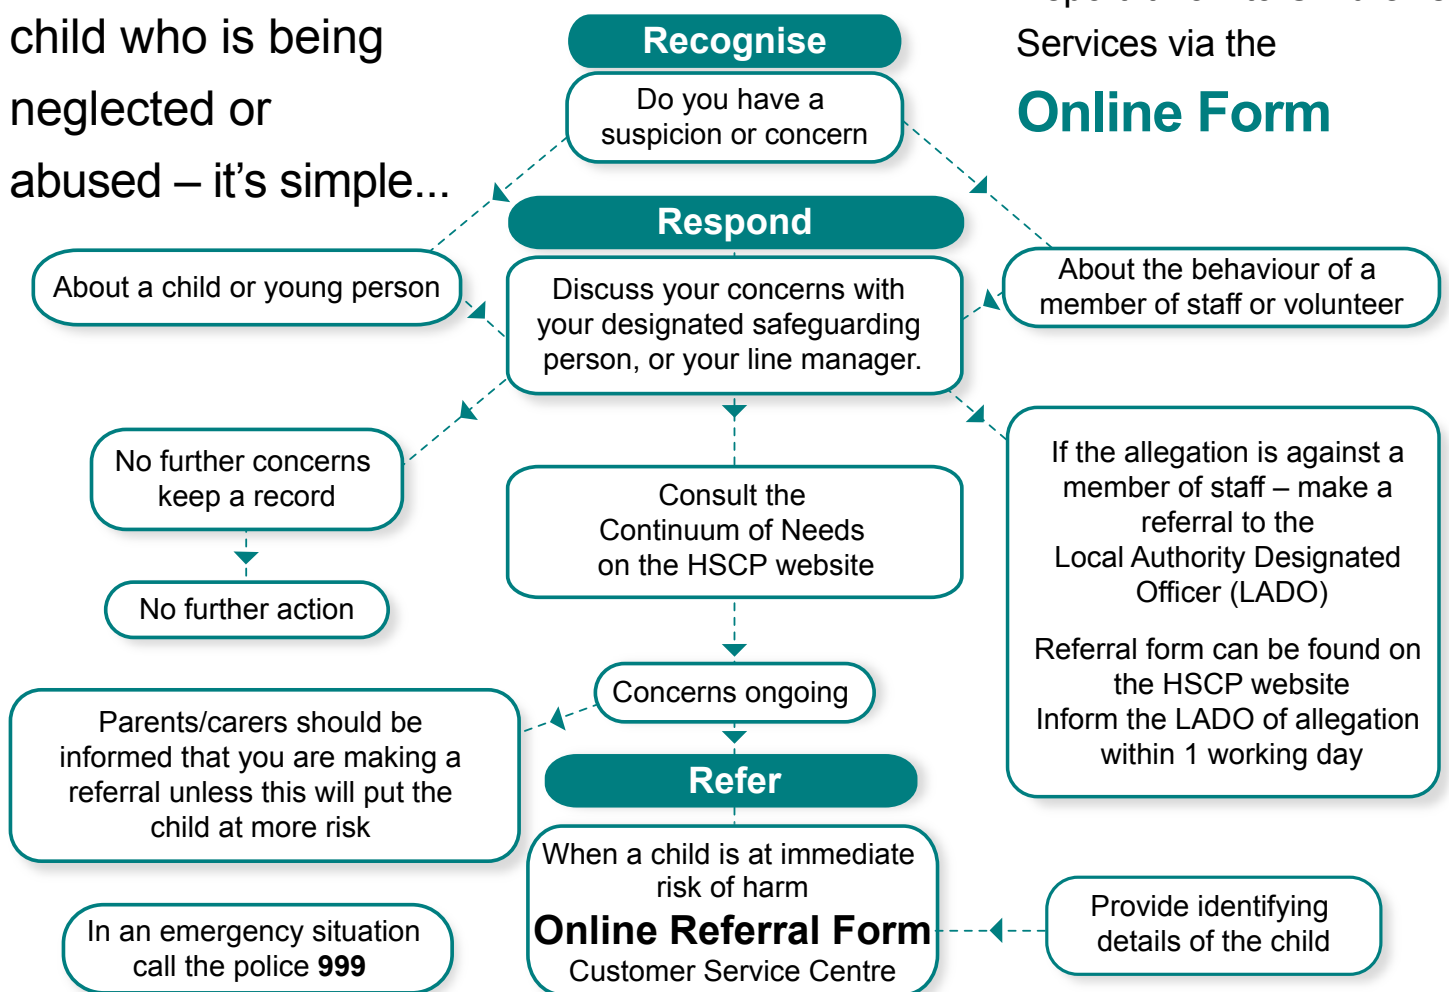 child who is being
neglected or
abused – it's simple...
Services via the
Online Form
Recognise
Do you have a
suspicion or concern
Respond
About a child or young person
Discuss your concerns with
your designated safeguarding
person, or your line manager.
About the behaviour of a
member of staff or volunteer
No further concerns
keep a record
No further action
Consult the
Continuum of Needs
on the HSCP website
If the allegation is against a
member of staff – make a
referral to the
Local Authority Designated
Officer (LADO)
Referral form can be found on
the HSCP website
Inform the LADO of allegation
within 1 working day
Concerns ongoing
Parents/carers should be
informed that you are making a
referral unless this will put the
child at more risk
Refer
When a child is at immediate
risk of harm
Online Referral Form
Customer Service Centre
In an emergency situation
call the police 999
Provide identifying
details of the child